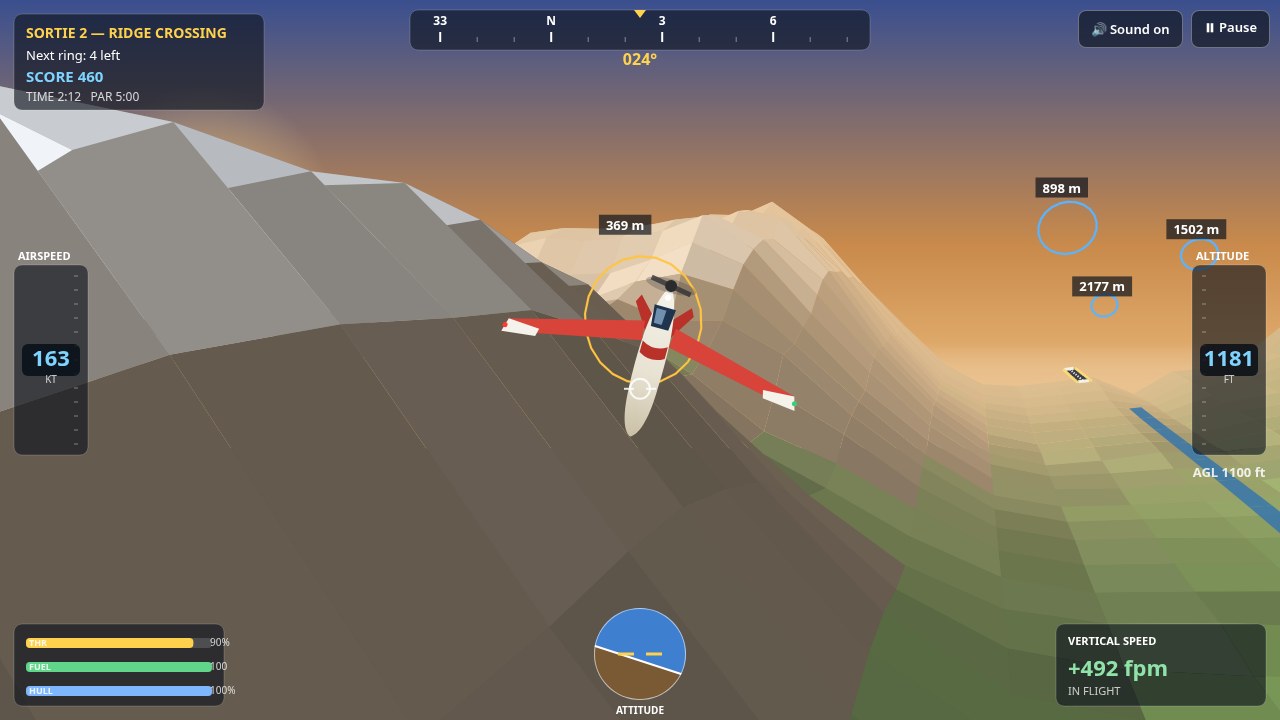 SORTIE 2 — RIDGE CROSSING
Next ring: 4 left
SCORE 460
TIME 2:12 PAR 5:00
33 N 3 6
024°
🔊 Sound on
⏸ Pause
898 m
369 m
1502 m
2177 m
AIRSPEED
163
KT
ALTITUDE
1181
FT
AGL 1100 ft
THR 90%
FUEL 100
HULL 100%
ATTITUDE
VERTICAL SPEED
+492 fpm
IN FLIGHT